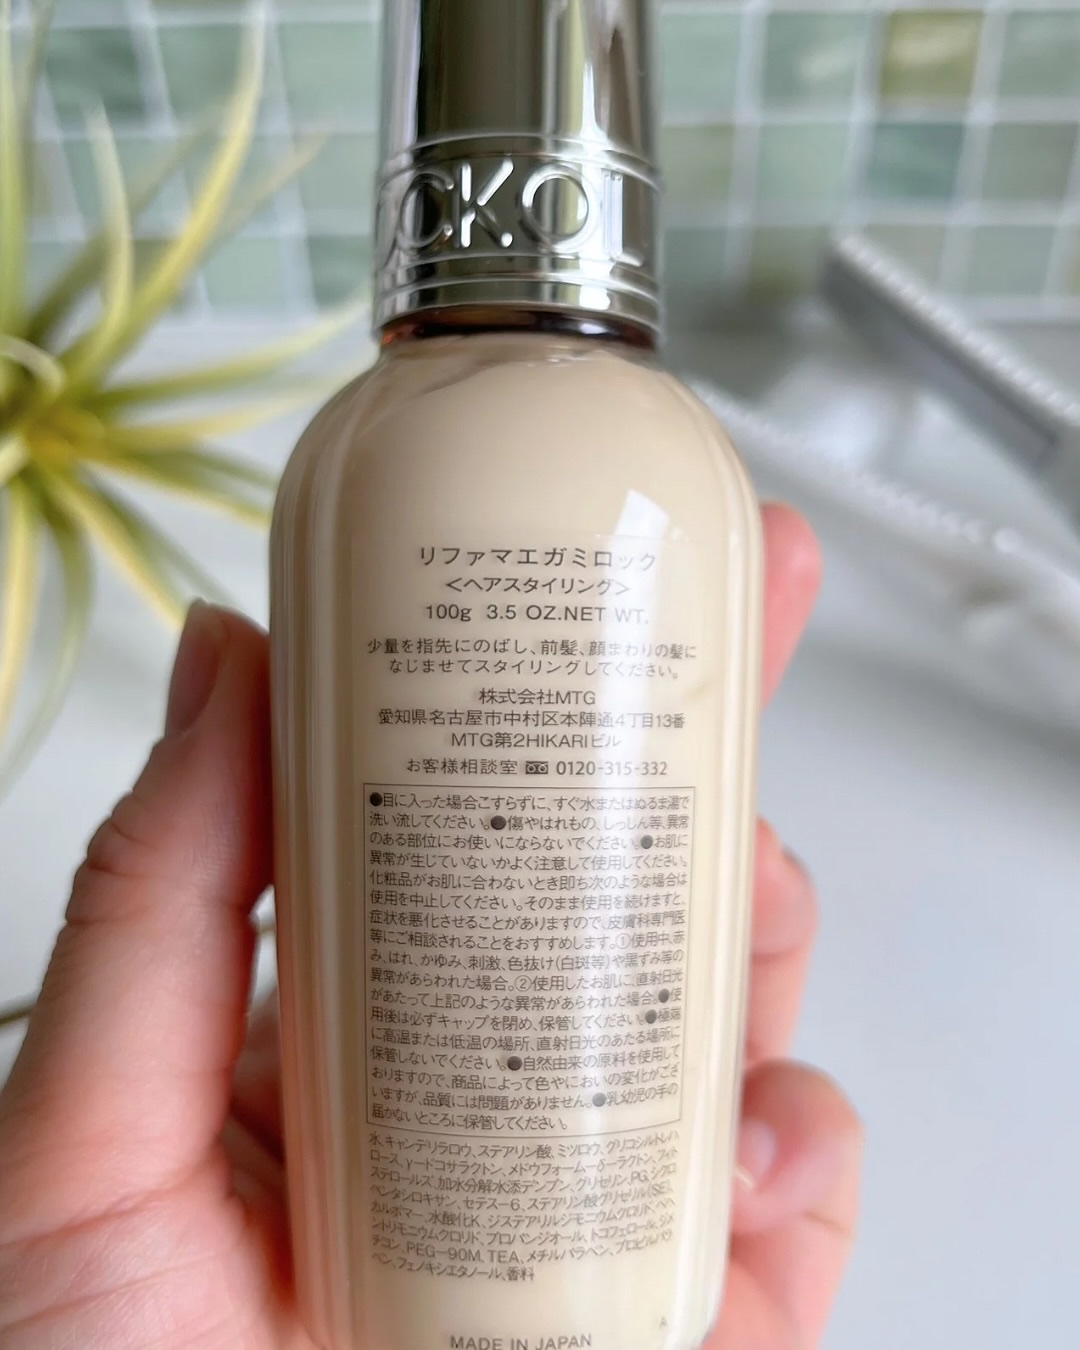 OCKOIL
リファマエガミロック
<ヘアスタイリング>
100g 3.5 OZ.NET WT.
少量を指先にのばし、前髪、顔まわりの髪に
なじませてスタイリングしてください。
株式会社MTG
愛知県名古屋市中村区本陣通4丁目13番
MTG第2HIKARIビル
お客様相談室 0120-315-332
●目に入った場合こすらずに、すぐ水またはぬるま湯で
洗い流してください。●傷やはれもの、しっしん等、異常
のある部位にお使いにならないでください。●お肌に
異常が生じていないかよく注意して使用してください。
化粧品がお肌に合わないとき即ち次のような場合は
使用を中止してください。そのまま使用を続けますと、
症状を悪化させることがありますので、皮膚科専門医
等にご相談されることをおすすめします。①使用中、赤
み、はれ、かゆみ、刺激、色抜け(白斑等)や黒ずみ等の
異常があらわれた場合。②使用したお肌に、直射日光
があたって上記のような異常があらわれた場合。●使
用後は必ずキャップを閉め、保管してください。●極端
に高温または低温の場所、直射日光のあたる場所に
保管しないでください。●自然由来の原料を使用して
おりますので、商品によって色やにおいの変化がござ
いますが、品質には問題がありません。●乳幼児の手の
届かないところに保管してください。
水、キャンデリラロウ、ステアリン酸、ミツロウ、グリコシルトレハ
ロース、γードコサラクトン、メドウフォームーδーラクトン、フィト
ステロールズ、加水分解水添デンプン、グリセリン、PG、シクロ
ペンタシロキサン、セテスー6、ステアリン酸グリセリル(SE)、
カルボマー、水酸化K、ジステアリルジモニウムクロリド、ベヘ
ントリモニウムクロリド、プロパンジオール、トコフェロール、ジメ
チコン、PEGー90M、TEA、メチルパラベン、プロピルパラ
ベン、フェノキシエタノール、香料
A
MADE IN JAPAN